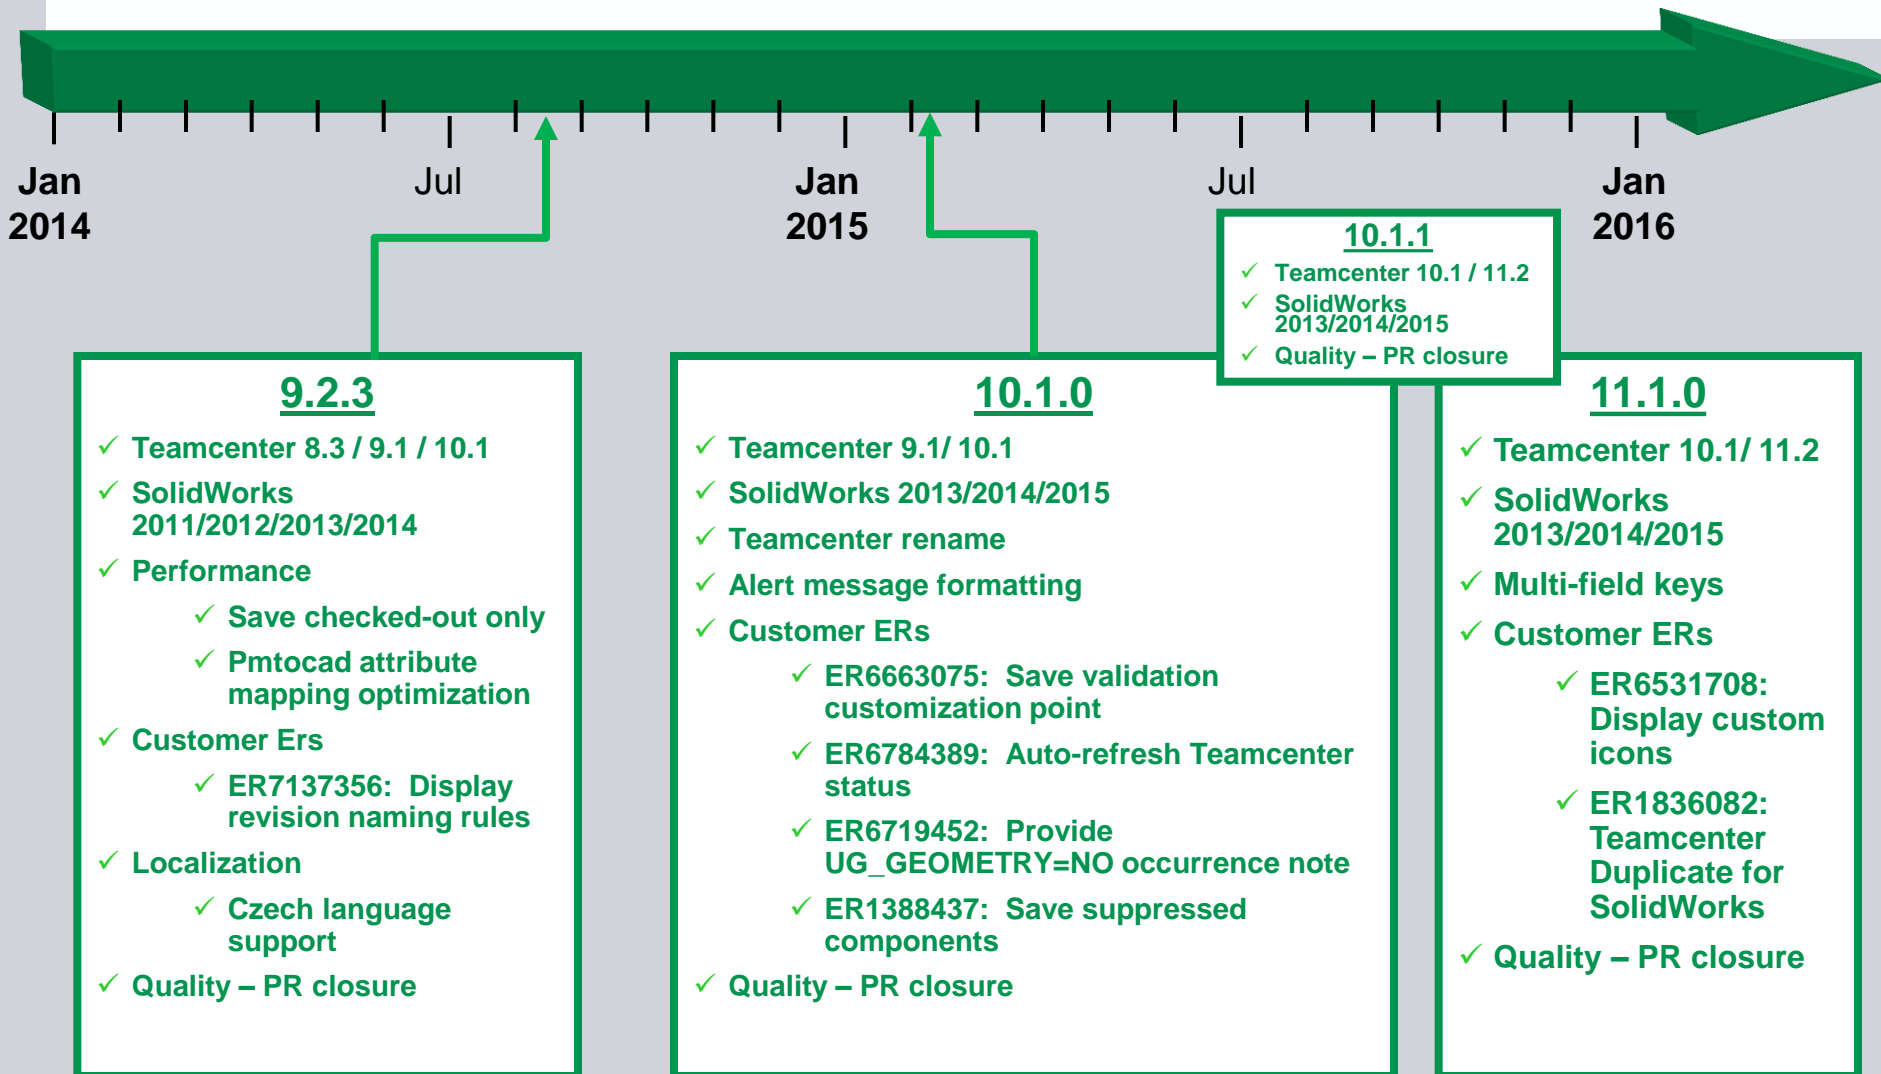 Jan
2014
Jul
Jan
2015
Jul
Jan
2016
10.1.1
✓ Teamcenter 10.1 / 11.2
✓ SolidWorks
2013/2014/2015
✓ Quality – PR closure
9.2.3
✓ Teamcenter 8.3 / 9.1 / 10.1
✓ SolidWorks
2011/2012/2013/2014
✓ Performance
✓ Save checked-out only
✓ Pmtocad attribute
mapping optimization
✓ Customer Ers
✓ ER7137356: Display
revision naming rules
✓ Localization
✓ Czech language
support
✓ Quality – PR closure
10.1.0
✓ Teamcenter 9.1/ 10.1
✓ SolidWorks 2013/2014/2015
✓ Teamcenter rename
✓ Alert message formatting
✓ Customer ERs
✓ ER6663075: Save validation
customization point
✓ ER6784389: Auto-refresh Teamcenter
status
✓ ER6719452: Provide
UG_GEOMETRY=NO occurrence note
✓ ER1388437: Save suppressed
components
✓ Quality – PR closure
11.1.0
✓ Teamcenter 10.1/ 11.2
✓ SolidWorks
2013/2014/2015
✓ Multi-field keys
✓ Customer ERs
✓ ER6531708:
Display custom
icons
✓ ER1836082:
Teamcenter
Duplicate for
SolidWorks
✓ Quality – PR closure